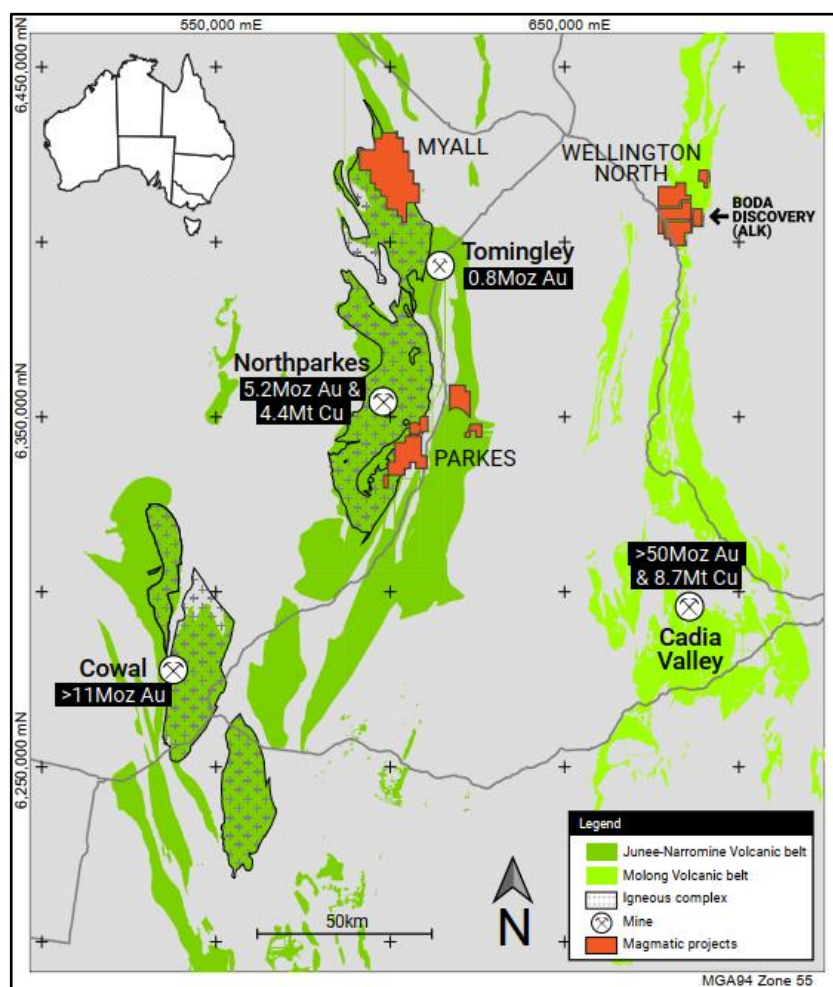 550,000 mE
650,000 mE
6,450,000 mN
MYALL
WELLINGTON
NORTH
BODA
DISCOVERY
(ALK)
Tomingley
0.8Moz Au
Northparkes
5.2Moz Au &
4.4Mt Cu
6,350,000 mN
PARKES
>50Moz Au
& 8.7Mt Cu
Cadia
Valley
Cowal
>11Moz Au
6,250,000 mN
Legend
Junee-Narromine Volcanic belt
Molong Volcanic belt
Igneous complex
Mine
Magmatic projects
50km
N
MGA94 Zone 55